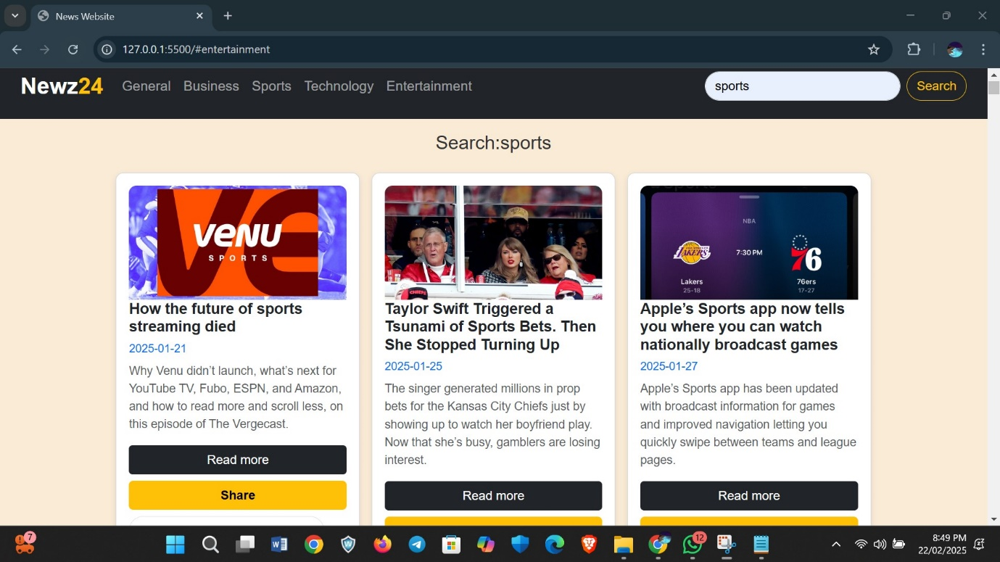 News Website
127.0.0.1:5500/#entertainment
Newz24 General Business Sports Technology Entertainment sports Search
Search:sports
VENU
SPORTS
How the future of sports
streaming died
2025-01-21
Why Venu didn’t launch, what’s next for
YouTube TV, Fubo, ESPN, and Amazon,
and how to read more and scroll less, on
this episode of The Vergecast.
Read more
Share
CHIEFS
Taylor Swift Triggered a
Tsunami of Sports Bets. Then
She Stopped Turning Up
2025-01-25
The singer generated millions in prop
bets for the Kansas City Chiefs just by
showing up to watch her boyfriend play.
Now that she’s busy, gamblers are losing
interest.
Read more
NBA
LAKERS
7:30 PM
76
Lakers
25-18
76ers
17-27
Apple’s Sports app now tells
you where you can watch
nationally broadcast games
2025-01-27
Apple’s Sports app has been updated
with broadcast information for games
and improved navigation letting you
quickly swipe between teams and league
pages.
Read more
7
12
8:49 PM
22/02/2025